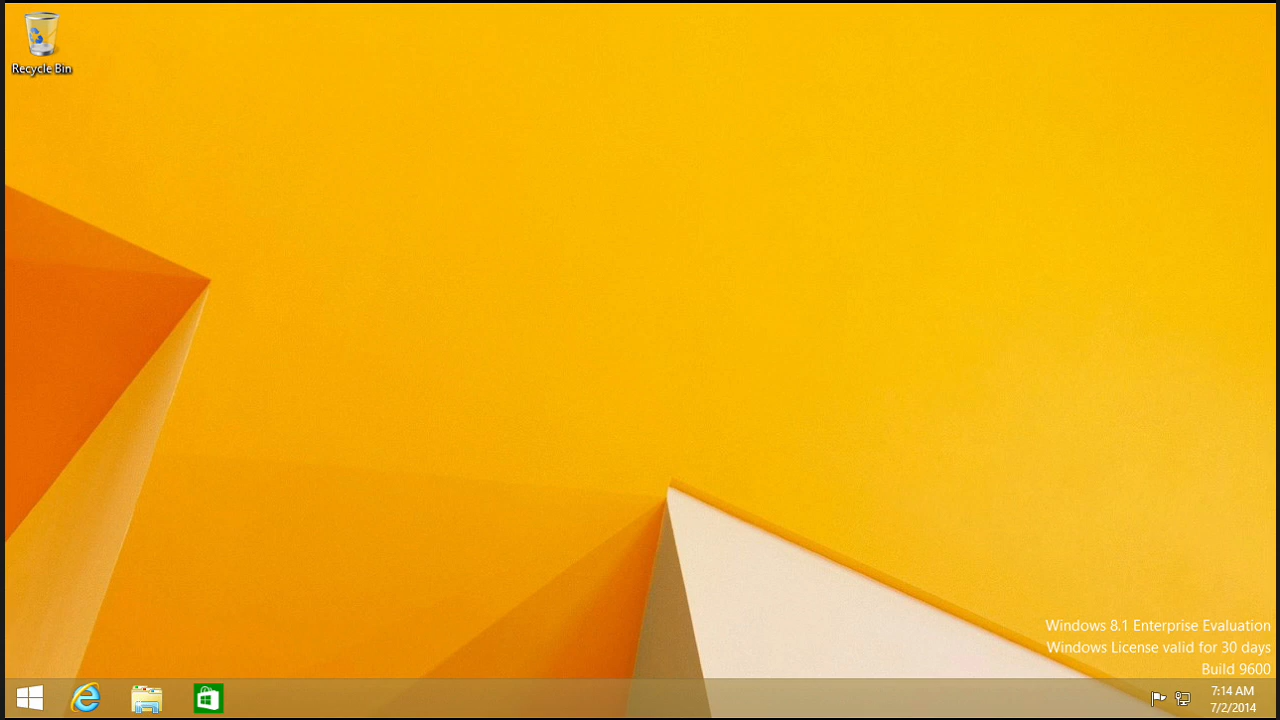 Recycle Bin
Windows 8.1 Enterprise Evaluation
Windows License valid for 30 days
Build 9600
7:14 AM
7/2/2014